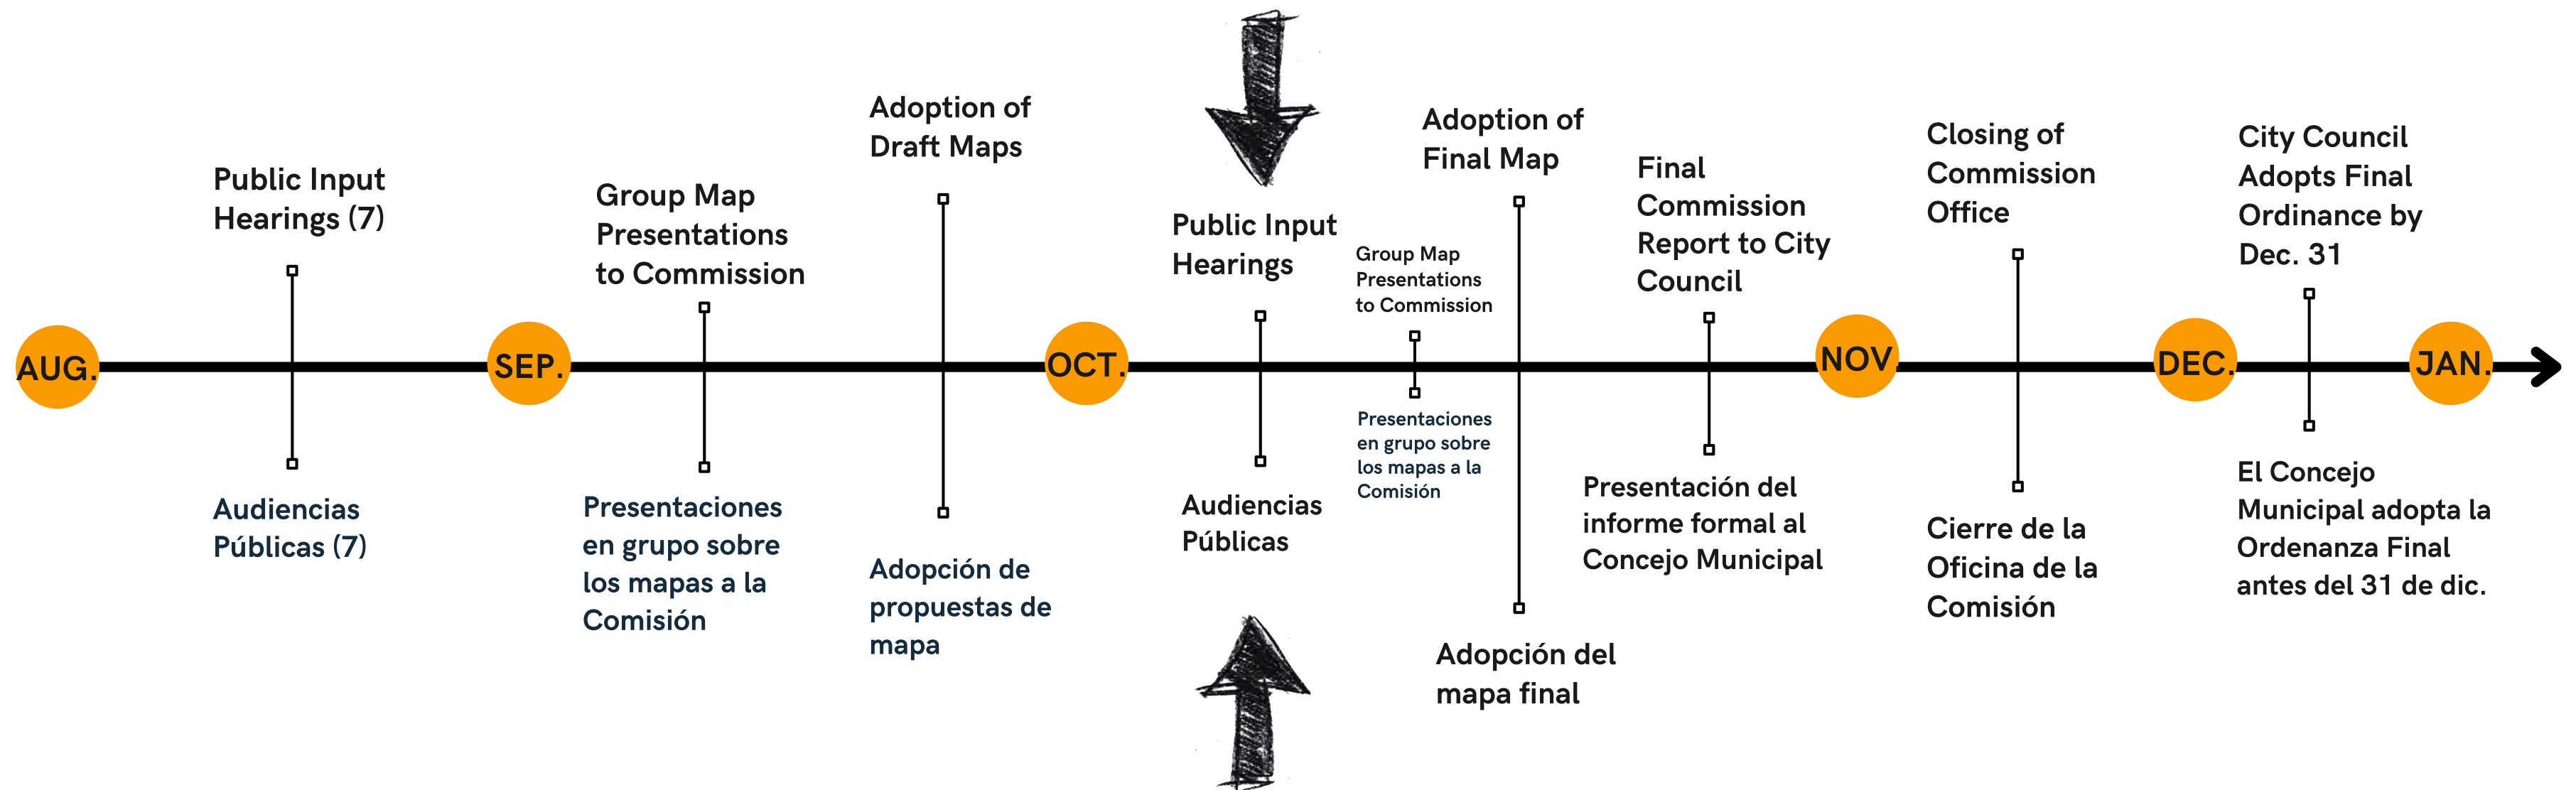 AUG.
Public Input
Hearings (7)
Audiencias
Públicas (7)
SEP.
Group Map
Presentations
to Commission
Presentaciones
en grupo sobre
los mapas a la
Comisión
Adoption of
Draft Maps
Adopción de
propuestas de
mapa
OCT.
Public Input
Hearings
Audiencias
Públicas
Group Map
Presentations
to Commission
Presentaciones
en grupo sobre
los mapas a la
Comisión
Adoption of
Final Map
Adopción del
mapa final
Final
Commission
Report to City
Council
Presentación del
informe formal al
Concejo Municipal
NOV.
Closing of
Commission
Office
Cierre de la
Oficina de la
Comisión
DEC.
City Council
Adopts Final
Ordinance by
Dec. 31
El Concejo
Municipal adopta la
Ordenanza Final
antes del 31 de dic.
JAN.